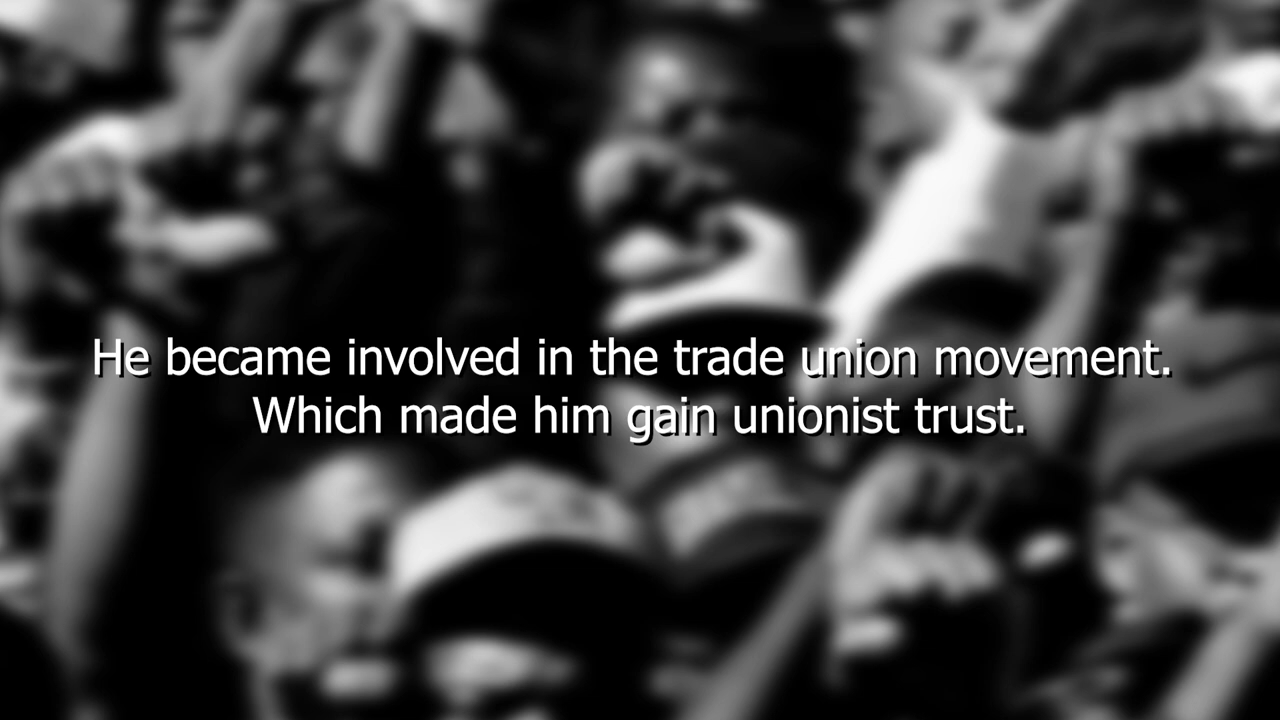 He became involved in the trade union movement.
Which made him gain unionist trust.